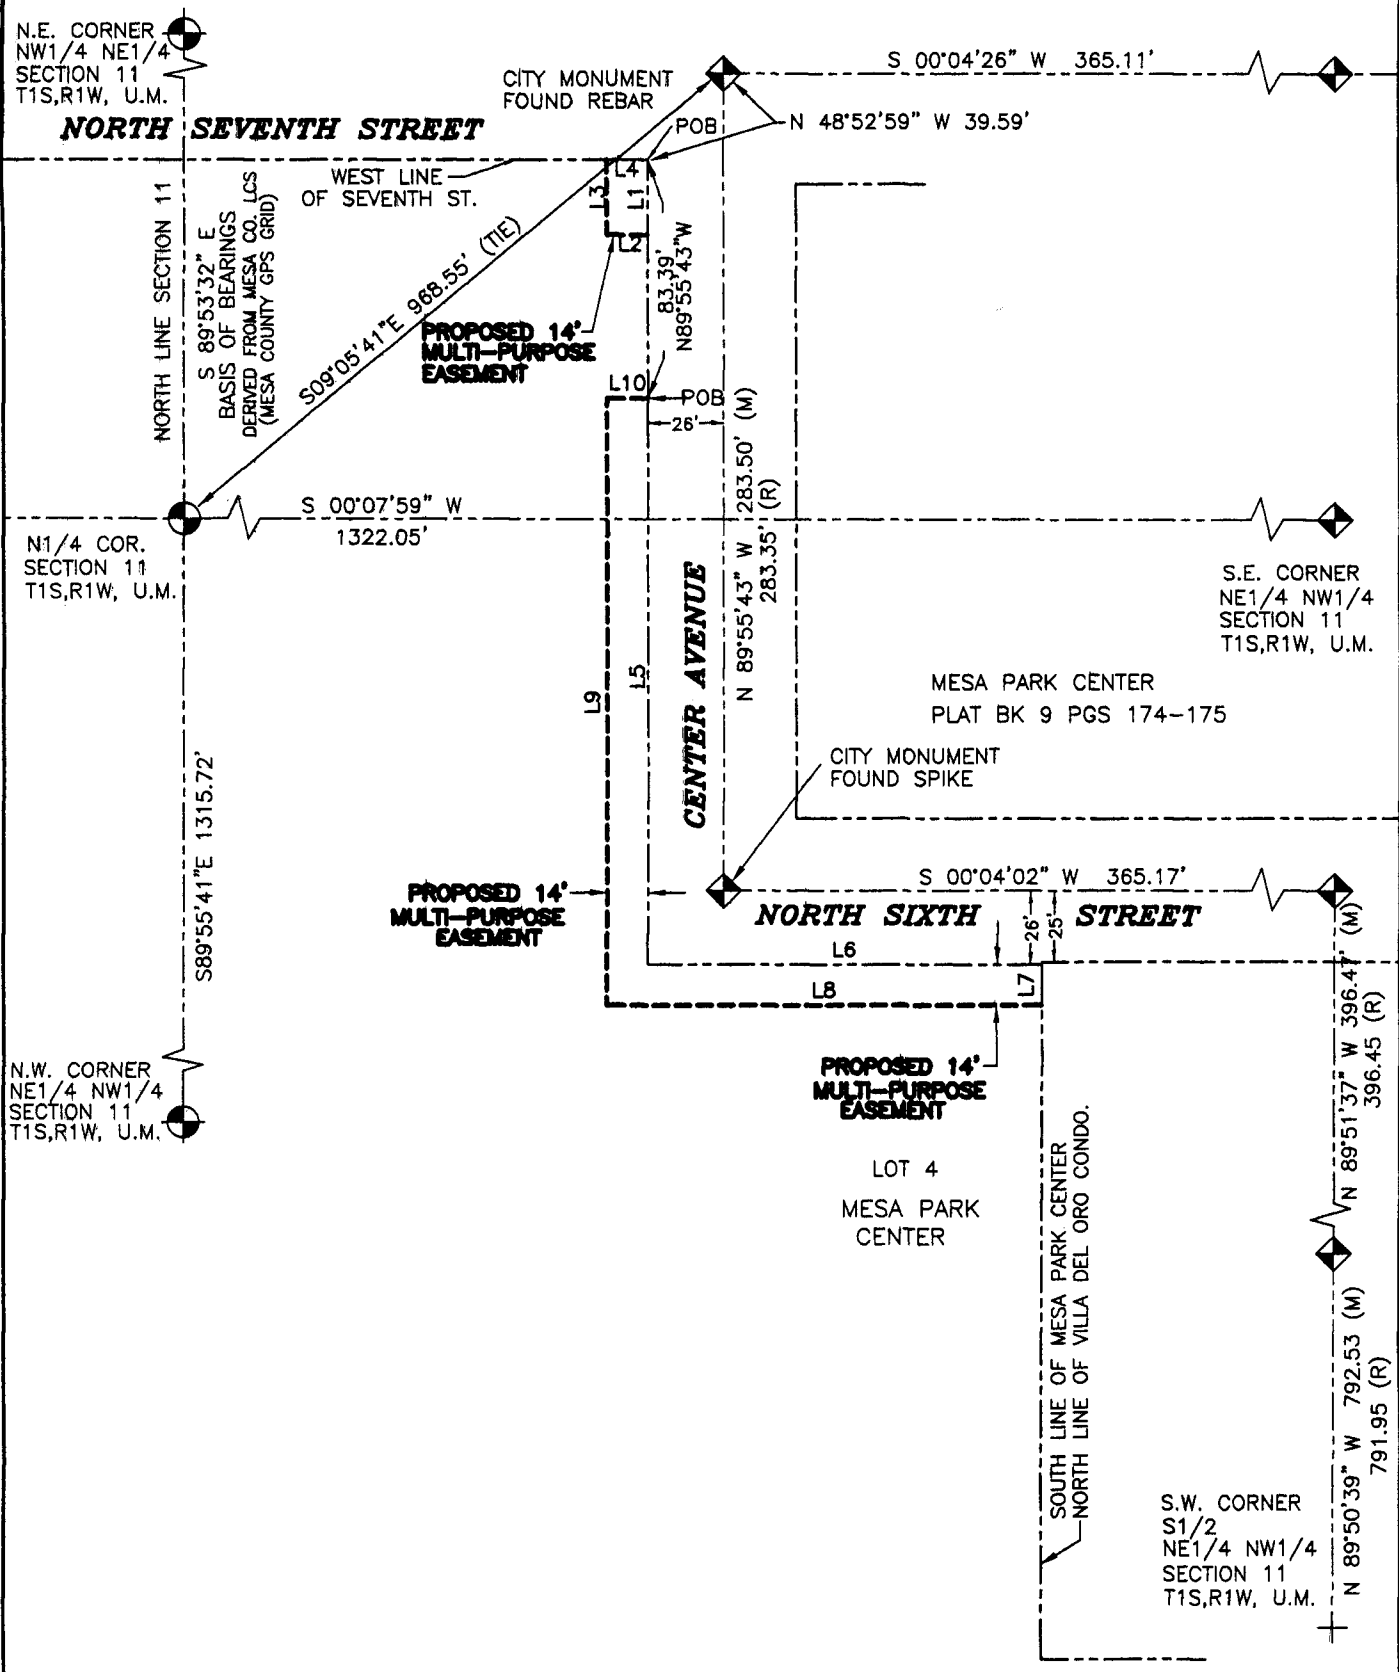 N.E. CORNER
NW1/4 NE1/4
SECTION 11
T1S,R1W, U.M.
CITY MONUMENT
FOUND REBAR
S 00°04'26" W 365.11'
NORTH SEVENTH STREET
POB
N 48°52'59" W 39.59'
WEST LINE
OF SEVENTH ST.
L4
L3
L1
L2
NORTH LINE SECTION 11
S 89°53'32" E
BASIS OF BEARINGS
DERIVED FROM MESA CO. LCS
(MESA COUNTY GPS GRID)
S09°05'41"E 968.55' (TIE)
83.39'
N89°55'43"W
PROPOSED 14'
MULTI-PURPOSE
EASEMENT
L10
POB
26'
N 89°55'43" W 283.50' (M)
283.35' (R)
S 00°07'59" W
1322.05'
N1/4 COR.
SECTION 11
T1S,R1W, U.M.
S.E. CORNER
NE1/4 NW1/4
SECTION 11
T1S,R1W, U.M.
CENTER AVENUE
L9
L5
MESA PARK CENTER
PLAT BK 9 PGS 174-175
CITY MONUMENT
FOUND SPIKE
S89°55'41"E 1315.72'
PROPOSED 14'
MULTI-PURPOSE
EASEMENT
S 00°04'02" W 365.17'
NORTH SIXTH STREET
26'
25'
L6
L7
L8
N 89°51'37" W 396.47' (M)
396.45 (R)
N.W. CORNER
NE1/4 NW1/4
SECTION 11
T1S,R1W, U.M.
PROPOSED 14'
MULTI-PURPOSE
EASEMENT
LOT 4
MESA PARK
CENTER
SOUTH LINE OF MESA PARK CENTER
NORTH LINE OF VILLA DEL ORO CONDO.
N 89°50'39" W 792.53 (M)
791.95 (R)
S.W. CORNER
S1/2
NE1/4 NW1/4
SECTION 11
T1S,R1W, U.M.